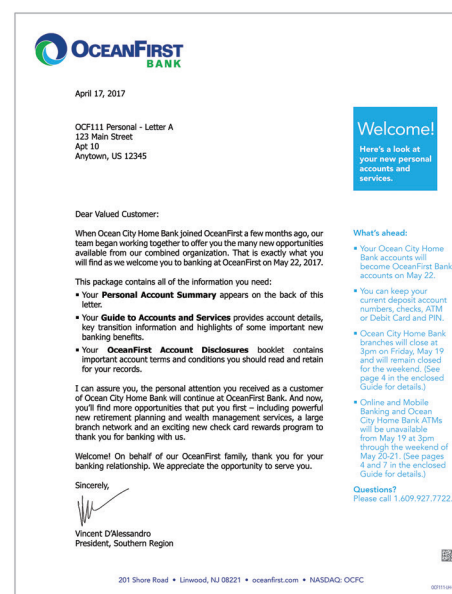 OCEANFIRST
BANK
April 17, 2017
OCF111 Personal - Letter A
123 Main Street
Apt 10
Anytown, US 12345
Dear Valued Customer:
When Ocean City Home Bank joined OceanFirst a few months ago, our
team began working together to offer you the many new opportunities
available from our combined organization. That is exactly what you
will find as we welcome you to banking at OceanFirst on May 22, 2017.
This package contains all of the information you need:
▪ Your Personal Account Summary appears on the back of this
letter.
▪ Your Guide to Accounts and Services provides account details,
key transition information and highlights of some important new
banking benefits.
▪ Your OceanFirst Account Disclosures booklet contains
important account terms and conditions you should read and retain
for your records.
I can assure you, the personal attention you received as a customer
of Ocean City Home Bank will continue at OceanFirst Bank. And now,
you'll find more opportunities that put you first – including powerful
new retirement planning and wealth management services, a large
branch network and an exciting new check card rewards program to
thank you for banking with us.
Welcome! On behalf of our OceanFirst family, thank you for your
banking relationship. We appreciate the opportunity to serve you.
Sincerely,
Vincent D'Alessandro
President, Southern Region
Welcome!
Here's a look at
your new personal
accounts and
services.
What's ahead:
▪ Your Ocean City Home
Bank accounts will
become OceanFirst Bank
accounts on May 22.
▪ You can keep your
current deposit account
numbers, checks, ATM
or Debit Card and PIN.
▪ Ocean City Home Bank
branches will close at
3pm on Friday, May 19
and will remain closed
for the weekend. (See
page 4 in the enclosed
Guide for details.)
▪ Online and Mobile
Banking and Ocean
City Home Bank ATMs
will be unavailable
from May 19 at 3pm
through the weekend of
May 20-21. (See pages
4 and 7 in the enclosed
Guide for details.)
Questions?
Please call 1.609.927.7722.
201 Shore Road • Linwood, NJ 08221 • oceanfirst.com • NASDAQ: OCFC